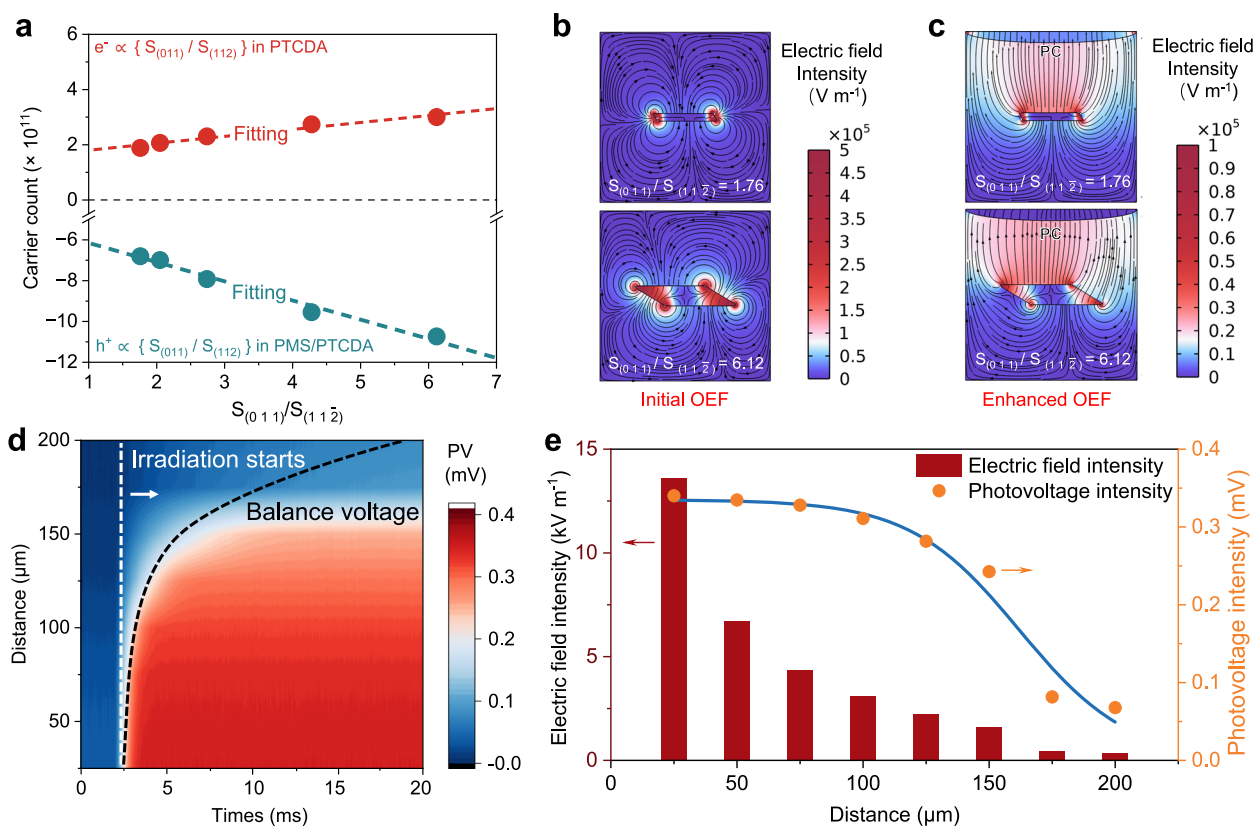 a
e⁻ ∝ { S(011) / S(112) } in PTCDA
Fitting
Fitting
h⁺ ∝ { S(011) / S(112) } in PMS/PTCDA
Carrier count (× 10¹¹)
6
4
2
0
−6
−8
−10
−12
1 2 3 4 5 6 7
S(0 1 1)/S(1 1 2̅)
b
Electric field
Intensity
(V m⁻¹)
×10⁵
5
4.5
4
3.5
3
2.5
2
1.5
1
0.5
0
S(0 1 1) / S(1 1 2̅) = 1.76
S(0 1 1) / S(1 1 2̅) = 6.12
Initial OEF
c
PC
S(0 1 1) / S(1 1 2̅) = 1.76
PC
S(0 1 1) / S(1 1 2̅) = 6.12
Enhanced OEF
Electric field
Intensity
(V m⁻¹)
×10⁵
1
0.9
0.8
0.7
0.6
0.5
0.4
0.3
0.2
0.1
0
d
Irradiation starts
Balance voltage
Distance (μm)
200
150
100
50
0 5 10 15 20
Times (ms)
PV
(mV)
0.4
0.3
0.2
0.1
-0.0
e
Electric field intensity
Photovoltage intensity
Electric field intensity (kV m⁻¹)
15
10
5
0
0 50 100 150 200
Distance (μm)
0.4
0.3
0.2
0.1
0.0
Photovoltage intensity (mV)